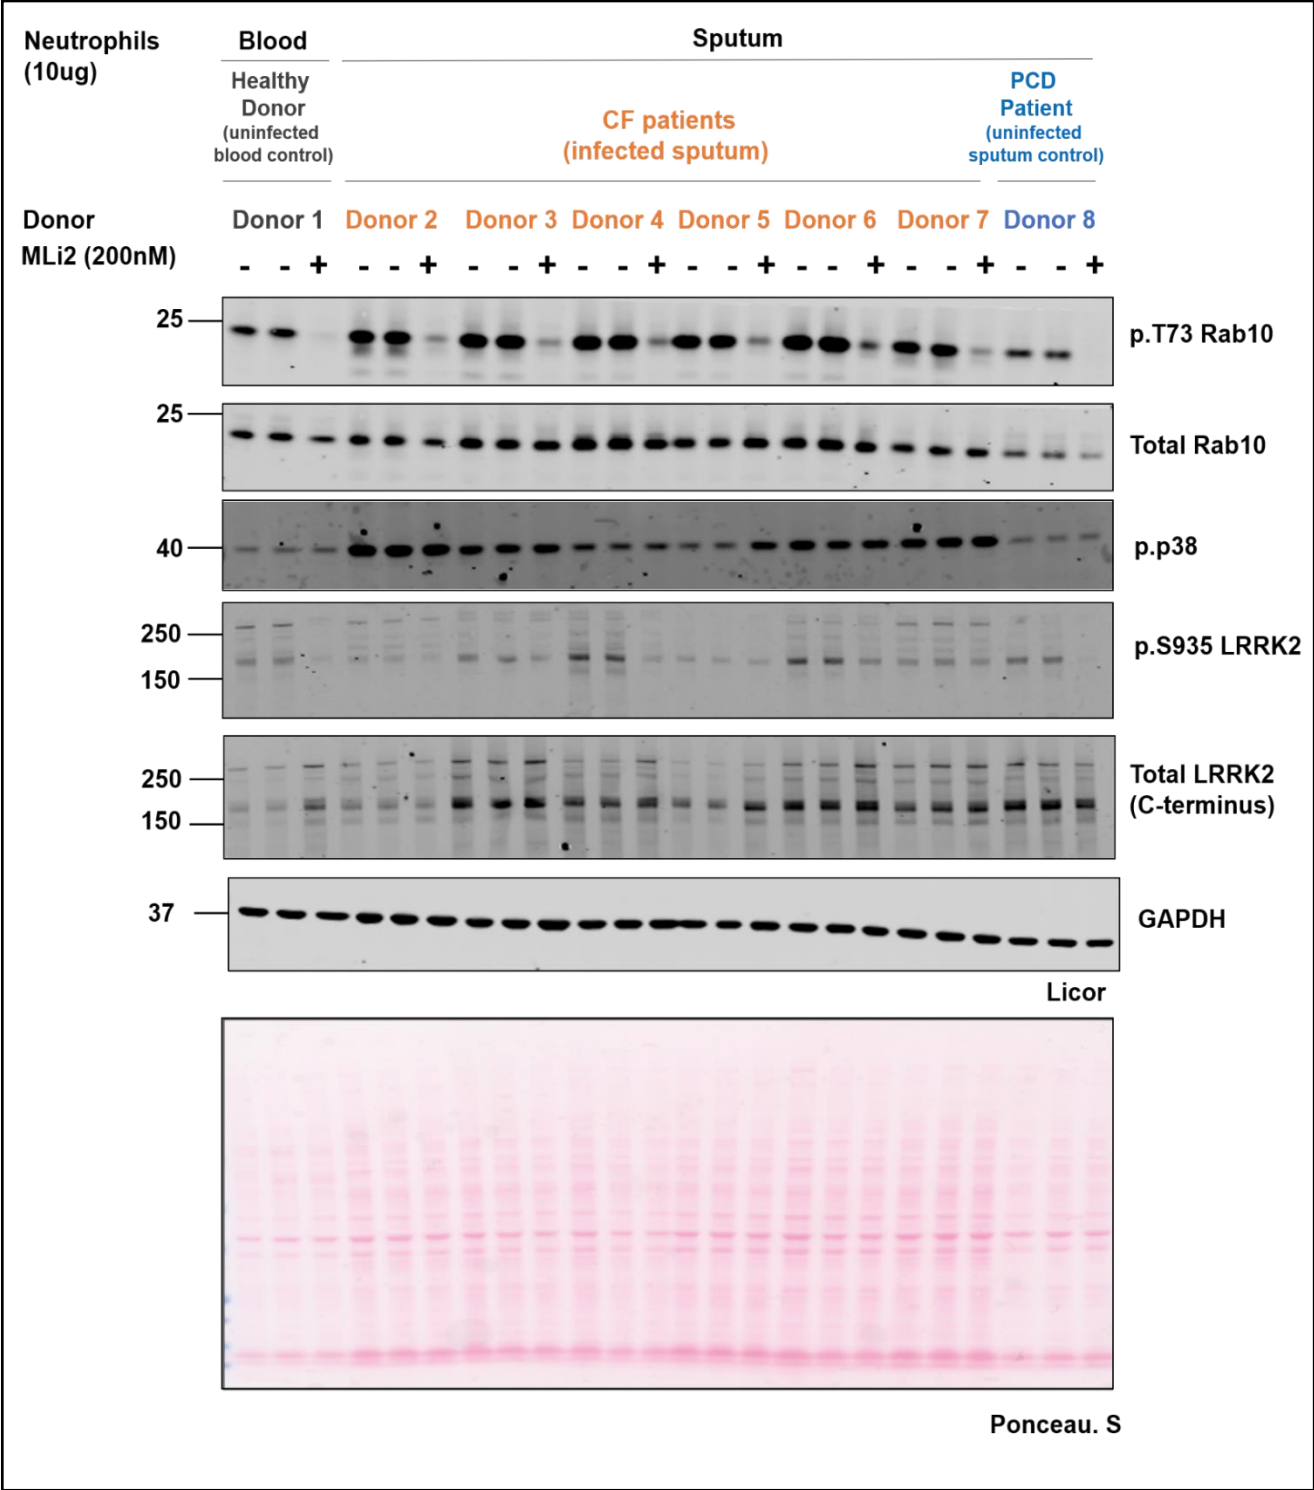 Neutrophils
(10ug)
Blood
Sputum
Healthy
Donor
(uninfected
blood control)
CF patients
(infected sputum)
PCD
Patient
(uninfected
sputum control)
Donor
Donor 1
Donor 2
Donor 3
Donor 4
Donor 5
Donor 6
Donor 7
Donor 8
MLi2 (200nM)
- - + - - + - - + - - + - - + - - + - - + - - +
25
p.T73 Rab10
25
Total Rab10
40
p.p38
250
150
p.S935 LRRK2
250
150
Total LRRK2
(C-terminus)
37
GAPDH
Licor
Ponceau. S